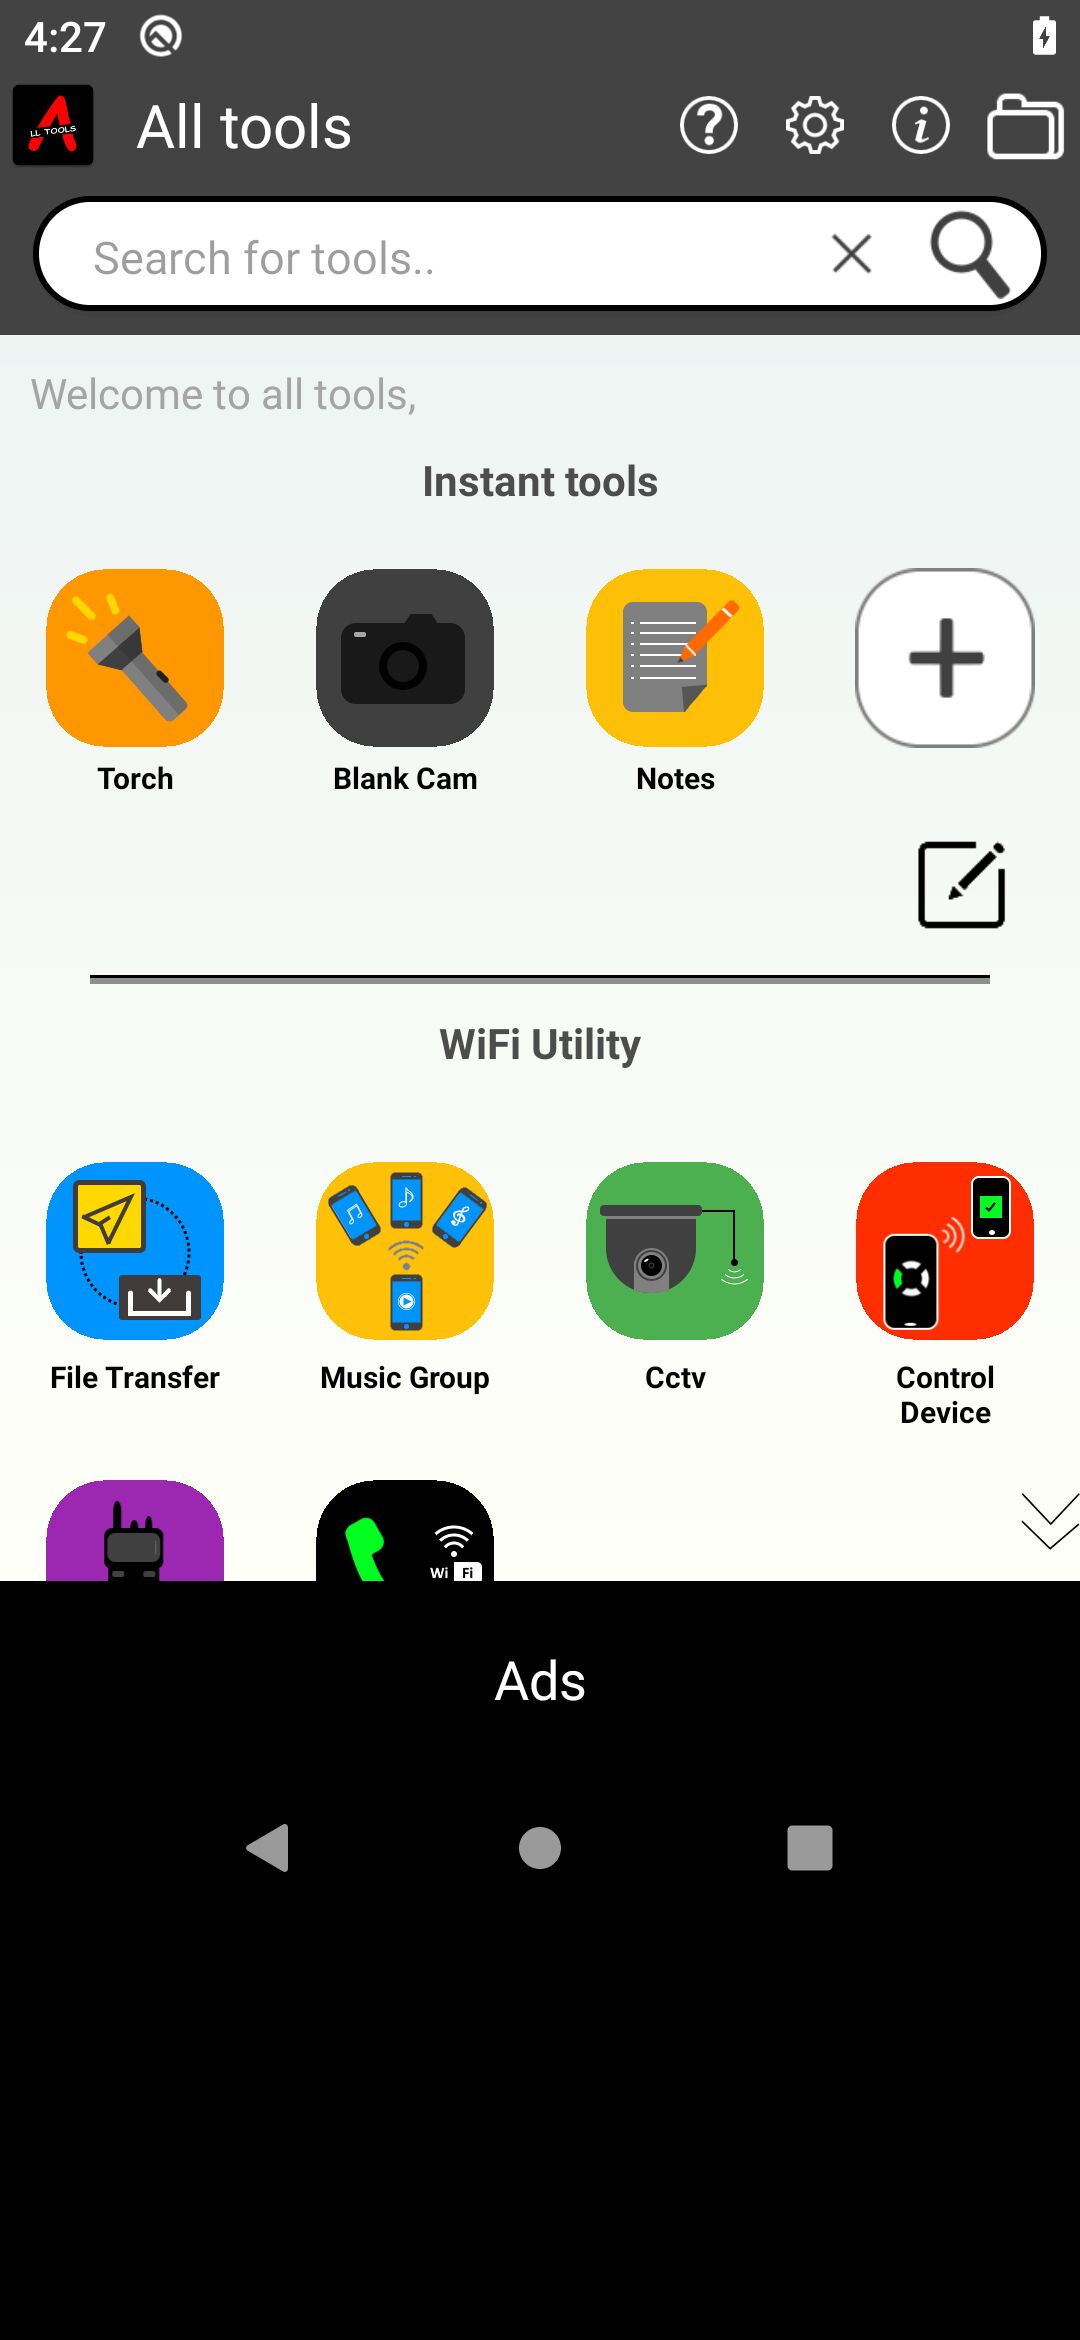 4:27
LL TOOLS
All tools
Search for tools..
Welcome to all tools,
Instant tools
Torch
Blank Cam
Notes
WiFi Utility
File Transfer
Music Group
Cctv
Control
Device
Wi Fi
Ads